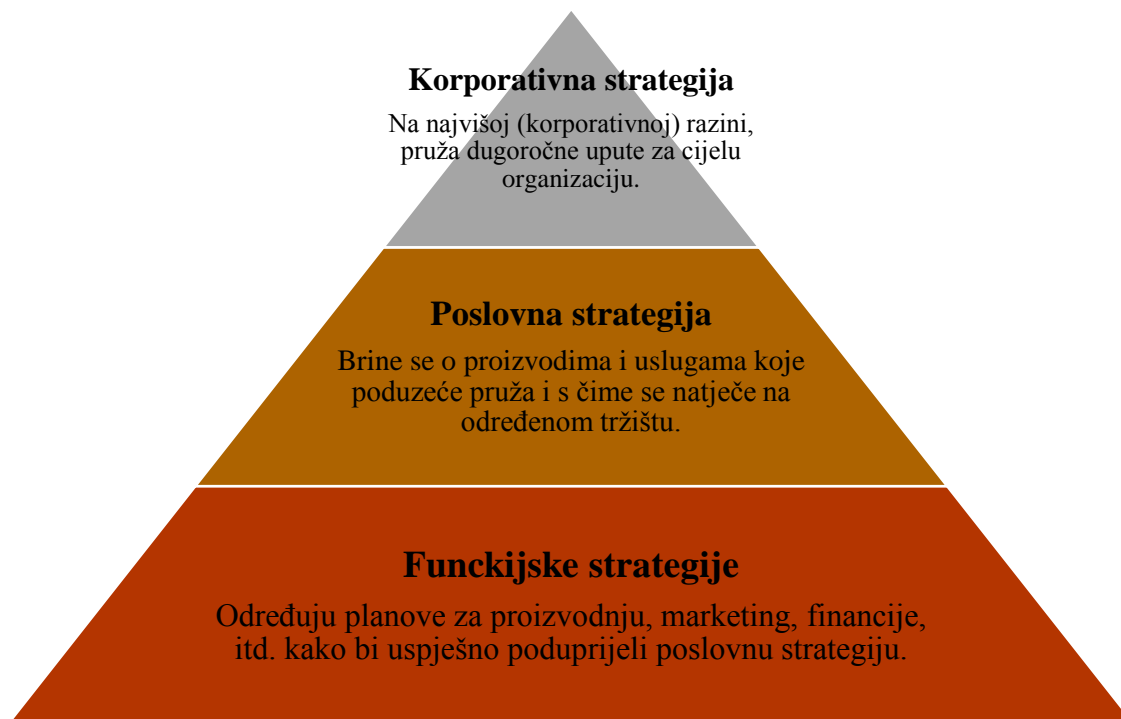 Korporativna strategija
Na najvišoj (korporativnoj) razini,
pruža dugoročne upute za cijelu
organizaciju.
Poslovna strategija
Brine se o proizvodima i uslugama koje
poduzeće pruža i s čime se natječe na
određenom tržištu.
Funckijske strategije
Određuju planove za proizvodnju, marketing, financije,
itd. kako bi uspješno poduprijeli poslovnu strategiju.